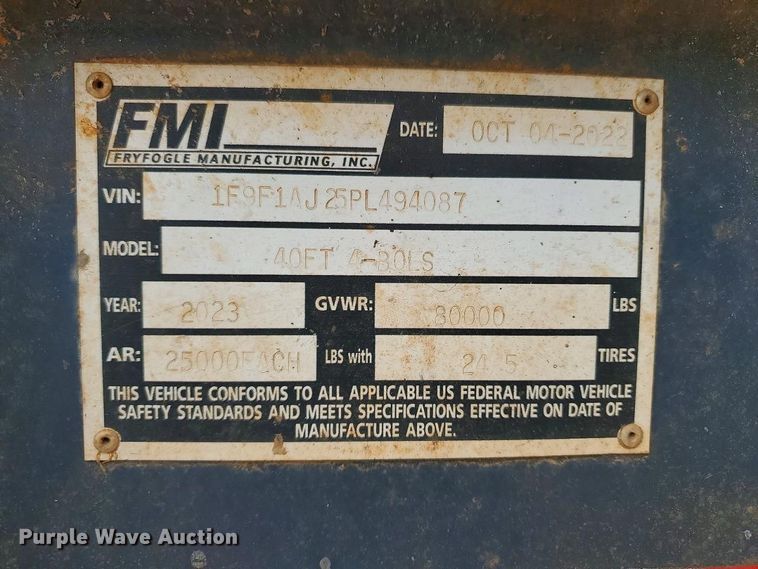 FMI
FRYFOGLE MANUFACTURING, INC.
DATE: OCT 04-2022
VIN: 1F9F1AJ25PL494087
MODEL: 40FT 4-BOLS
YEAR: 2023 GVWR: 80000 LBS
AR: 25000EACH LBS with 24.5 TIRES
THIS VEHICLE CONFORMS TO ALL APPLICABLE US FEDERAL MOTOR VEHICLE
SAFETY STANDARDS AND MEETS SPECIFICATIONS EFFECTIVE ON DATE OF
MANUFACTURE ABOVE.
Purple Wave Auction